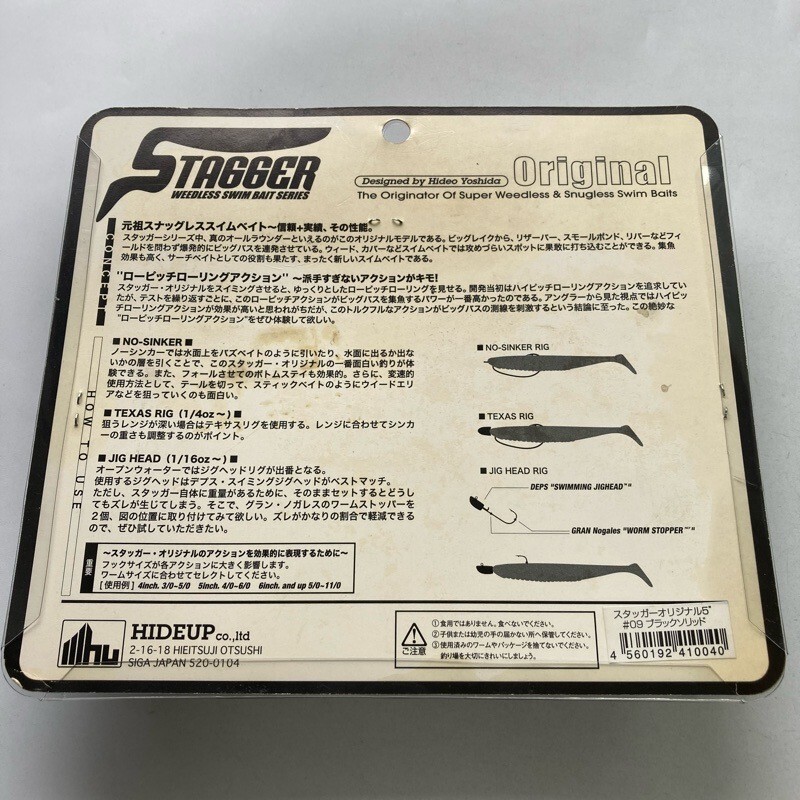 STAGGER
WEEDLESS SWIM BAIT SERIES
Designed by Hideo Yoshida
Original
The Originator Of Super Weedless & Snugless Swim Baits
CONCEPT
元祖スナッグレススイムベイト〜信頼+実績、その性能。
スタッガーシリーズ中、真のオールラウンダーといえるのがこのオリジナルモデルである。ビッグレイクから、リザーバー、スモールポンド、リバーなどフィ
ールドを問わず爆発的にビッグバスを連発させている。ウィード、カバーなどスイムベイトでは攻めづらいスポットに果敢に打ち込むことができる。集魚
効果も高く、サーチベイトとしての役割も果たす、まったく新しいスイムベイトである。
"ローピッチローリングアクション" 〜派手すぎないアクションがキモ!
スタッガー・オリジナルをスイミングさせると、ゆっくりとしたローピッチローリングを見せる。開発当初はハイピッチローリングアクションを追求してい
たが、テストを繰り返すごとに、このローピッチアクションがビッグバスを集魚するパワーが一番高かったのである。アングラーから見た視点ではハイピッ
チローリングアクションが効果が高いと思われがちだが、このトルクフルなアクションがビッグバスの測線を刺激するという結論に至った。この絶妙な
"ローピッチローリングアクション"をぜひ体験して欲しい。
HOW TO USE
■ NO-SINKER ■
ノーシンカーでは水面上をバズベイトのように引いたり、水面に出るか出な
いかの層を引くことで、このスタッガー・オリジナルの一番面白い釣りが体
験できる。また、フォールさせてのボトムステイも効果的。さらに、変速的
使用方法として、テールを切って、スティックベイトのようにウイードエリ
アなどを狙っていくのも面白い。
■ TEXAS RIG (1/4oz〜) ■
狙うレンジが深い場合はテキサスリグを使用する。レンジに合わせてシンカ
ーの重さも調整するのがポイント。
■ JIG HEAD (1/16oz〜) ■
オープンウォーターではジグヘッドリグが出番となる。
使用するジグヘッドはデプス・スイミングジグヘッドがベストマッチ。
ただし、スタッガー自体に重量があるために、そのままセットするとどうし
てもズレが生じてしまう。そこで、グラン・ノガレスのワームストッパーを
2個、図の位置に取り付けてみて欲しい。ズレがかなりの割合で軽減できる
ので、ぜひ試していただきたい。
■ NO-SINKER RIG
■ TEXAS RIG
■ JIG HEAD RIG
DEPS "SWIMMING JIGHEAD™"
GRAN Nogales "WORM STOPPER™"
重要
〜スタッガー・オリジナルのアクションを効果的に表現するために〜
フックサイズが各アクションに大きく影響します。
ワームサイズに合わせてセレクトしてください。
[使用例] 4inch. 3/0~5/0 5inch. 4/0~6/0 6inch. and up 5/0~11/0
hu
HIDEUP co.,ltd
2-16-18 HIEITSUJI OTSUSHI
SIGA JAPAN 520-0104
ご注意
①食用ではありません。食べないでください。
②子供または幼児の手の届かない所へ保管してください。
③使用済みのワームやパッケージを捨てないでください。
釣り場を大切にきれいにしましょう。
スタッガーオリジナル5"
#09 ブラックソリッド
4 560192 410040